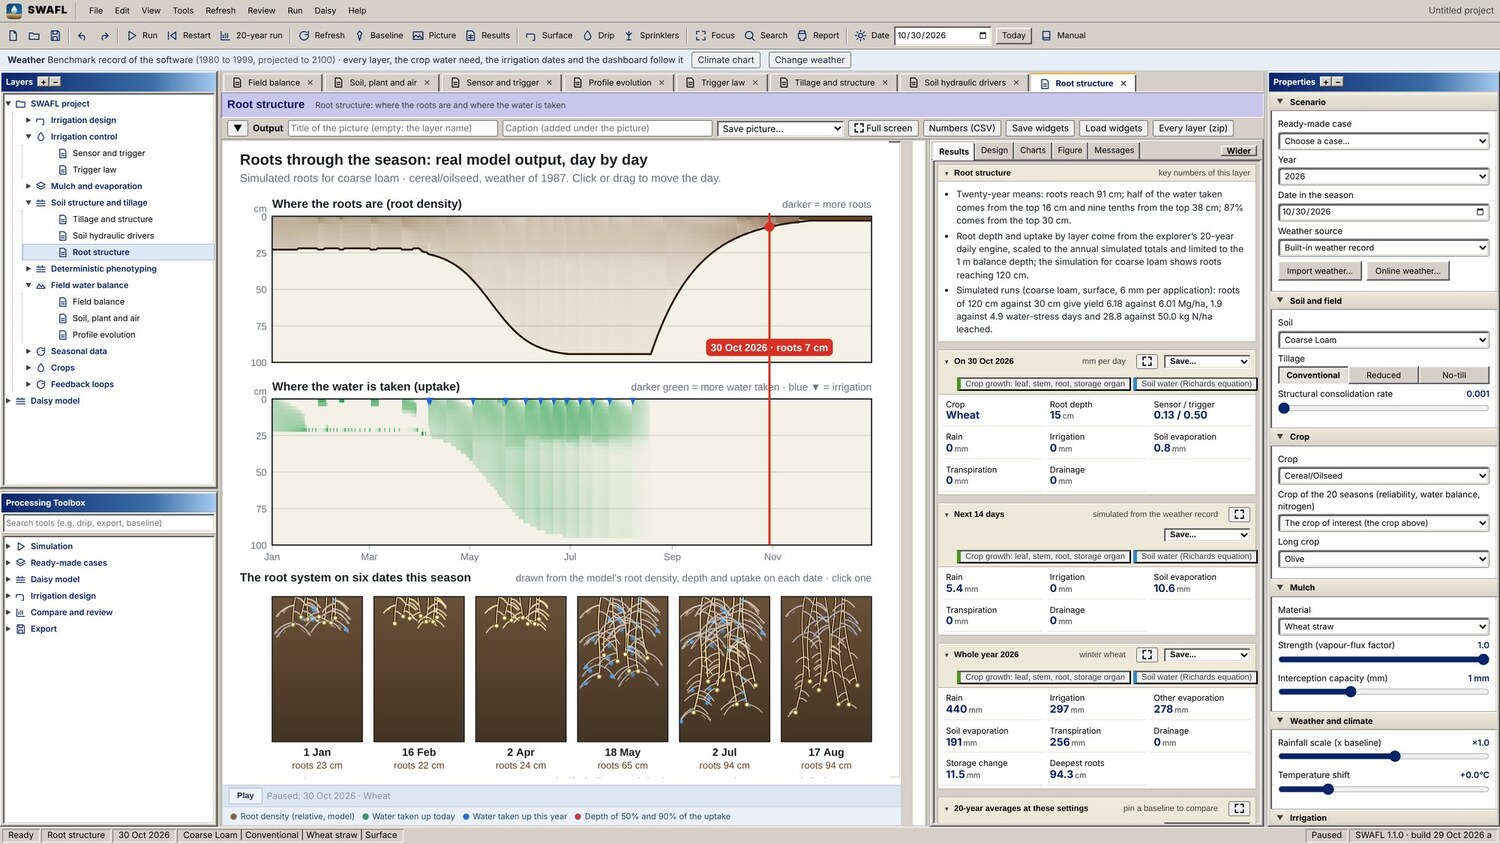 SWAFL
File Edit View Tools Refresh Review Run Daisy Help
Untitled project
Run Restart 20-year run Refresh Baseline Picture Results Surface Drip Sprinklers Focus Search Report Date 10/30/2026 Today Manual
Weather Benchmark record of the software (1980 to 1999, projected to 2100) · every layer, the crop water need, the irrigation dates and the dashboard follow it Climate chart Change weather
Layers
SWAFL project
Irrigation design
Irrigation control
Sensor and trigger
Trigger law
Mulch and evaporation
Soil structure and tillage
Tillage and structure
Soil hydraulic drivers
Root structure
Deterministic phenotyping
Field water balance
Field balance
Soil, plant and air
Profile evolution
Seasonal data
Crops
Feedback loops
Daisy model
Processing Toolbox
Search tools (e.g. drip, export, baseline)
Simulation
Ready-made cases
Daisy model
Irrigation design
Compare and review
Export
Field balance × Soil, plant and air × Sensor and trigger × Profile evolution × Trigger law × Tillage and structure × Soil hydraulic drivers × Root structure ×
Root structure Root structure: where the roots are and where the water is taken
▼ Output Title of the picture (empty: the layer name) Caption (added under the picture) Save picture... Full screen Numbers (CSV) Save widgets Load widgets Every layer (zip)
Roots through the season: real model output, day by day
Simulated roots for coarse loam · cereal/oilseed, weather of 1987. Click or drag to move the day.
cm Where the roots are (root density) darker = more roots
0
25
50
75
100
30 Oct 2026 · roots 7 cm
cm Where the water is taken (uptake) darker green = more water taken · blue ▼ = irrigation
0
25
50
75
100
Jan Mar May Jul Sep Nov
The root system on six dates this season drawn from the model's root density, depth and uptake on each date · click one
1 Jan 16 Feb 2 Apr 18 May 2 Jul 17 Aug
roots 23 cm roots 22 cm roots 24 cm roots 65 cm roots 94 cm roots 94 cm
Play Paused: 30 Oct 2026 · Wheat
Root density (relative, model) Water taken up today Water taken up this year Depth of 50% and 90% of the uptake
Results Design Charts Figure Messages Wider
Root structure key numbers of this layer
• Twenty-year means: roots reach 91 cm; half of the water taken
comes from the top 16 cm and nine tenths from the top 38 cm; 87%
comes from the top 30 cm.
• Root depth and uptake by layer come from the explorer's 20-year
daily engine, scaled to the annual simulated totals and limited to the
1 m balance depth; the simulation for coarse loam shows roots
reaching 120 cm.
• Simulated runs (coarse loam, surface, 6 mm per application): roots
of 120 cm against 30 cm give yield 6.18 against 6.01 Mg/ha, 1.9
against 4.9 water-stress days and 28.8 against 50.0 kg N/ha
leached.
On 30 Oct 2026 mm per day Save...
Crop growth: leaf, stem, root, storage organ Soil water (Richards equation)
Crop Root depth Sensor / trigger
Wheat 15 cm 0.13 / 0.50
Rain Irrigation Soil evaporation
0 mm 0 mm 0.8 mm
Transpiration Drainage
0 mm 0 mm
Next 14 days simulated from the weather record
Save...
Crop growth: leaf, stem, root, storage organ Soil water (Richards equation)
Rain Irrigation Soil evaporation
5.4 mm 0 mm 10.6 mm
Transpiration Drainage
0 mm 0 mm
Whole year 2026 winter wheat Save...
Crop growth: leaf, stem, root, storage organ Soil water (Richards equation)
Rain Irrigation Other evaporation
440 mm 297 mm 278 mm
Soil evaporation Transpiration Drainage
191 mm 256 mm 0 mm
Storage change Deepest roots
11.5 mm 94.3 cm
20-year averages at these settings pin a baseline to compare
Properties
Scenario
Ready-made case
Choose a case...
Year
2026
Date in the season
10/30/2026
Weather source
Built-in weather record
Import weather... Online weather...
Soil and field
Soil
Coarse Loam
Tillage
Conventional Reduced No-till
Structural consolidation rate 0.001
Crop
Crop
Cereal/Oilseed
Crop of the 20 seasons (reliability, water balance,
nitrogen)
The crop of interest (the crop above)
Long crop
Olive
Mulch
Material
Wheat straw
Strength (vapour-flux factor) 1.0
Interception capacity (mm) 1 mm
Weather and climate
Rainfall scale (x baseline) ×1.0
Temperature shift +0.0°C
Irrigation
Ready Root structure 30 Oct 2026 Coarse Loam | Conventional | Wheat straw | Surface Paused SWAFL 1.1.0 · build 29 Oct 2026 a